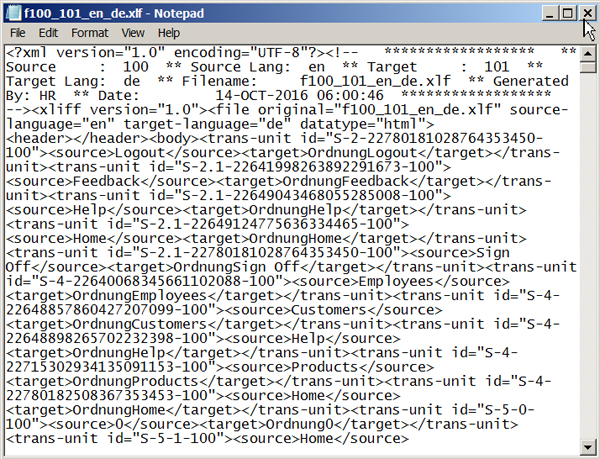 f100_101_en_de.xlf - Notepad
File Edit Format View Help
<?xml version="1.0" encoding="UTF-8"?><!--   ******************   **
Source     :  100  ** Source Lang:  en  ** Target     :  101  **
Target Lang:  de  ** Filename:     f100_101_en_de.xlf  ** Generated
By: HR  ** Date:         14-OCT-2016 06:00:46  ******************
--><xliff version="1.0"><file original="f100_101_en_de.xlf" source-
language="en" target-language="de" datatype="html">
<header></header><body><trans-unit id="S-2-22780181028764353450-
100"><source>Logout</source><target>OrdnungLogout</target></trans-
unit><trans-unit id="S-2.1-22641998263892291673-100">
<source>Feedback</source><target>OrdnungFeedback</target></trans-
unit><trans-unit id="S-2.1-22649043468055285008-100">
<source>Help</source><target>OrdnungHelp</target></trans-unit>
<trans-unit id="S-2.1-22649124775636334465-100">
<source>Home</source><target>OrdnungHome</target></trans-unit>
<trans-unit id="S-2.1-22780181028764353450-100"><source>Sign
Off</source><target>OrdnungSign Off</target></trans-unit><trans-unit
id="S-4-22640068345661102088-100"><source>Employees</source>
<target>OrdnungEmployees</target></trans-unit><trans-unit id="S-4-
22648857860427207099-100"><source>Customers</source>
<target>OrdnungCustomers</target></trans-unit><trans-unit id="S-4-
22648898265702232398-100"><source>Help</source>
<target>OrdnungHelp</target></trans-unit><trans-unit id="S-4-
22715302934135091153-100"><source>Products</source>
<target>OrdnungProducts</target></trans-unit><trans-unit id="S-4-
22780182508367353453-100"><source>Home</source>
<target>OrdnungHome</target></trans-unit><trans-unit id="S-5-0-
100"><source>0</source><target>Ordnung0</target></trans-unit>
<trans-unit id="S-5-1-100"><source>Home</source>